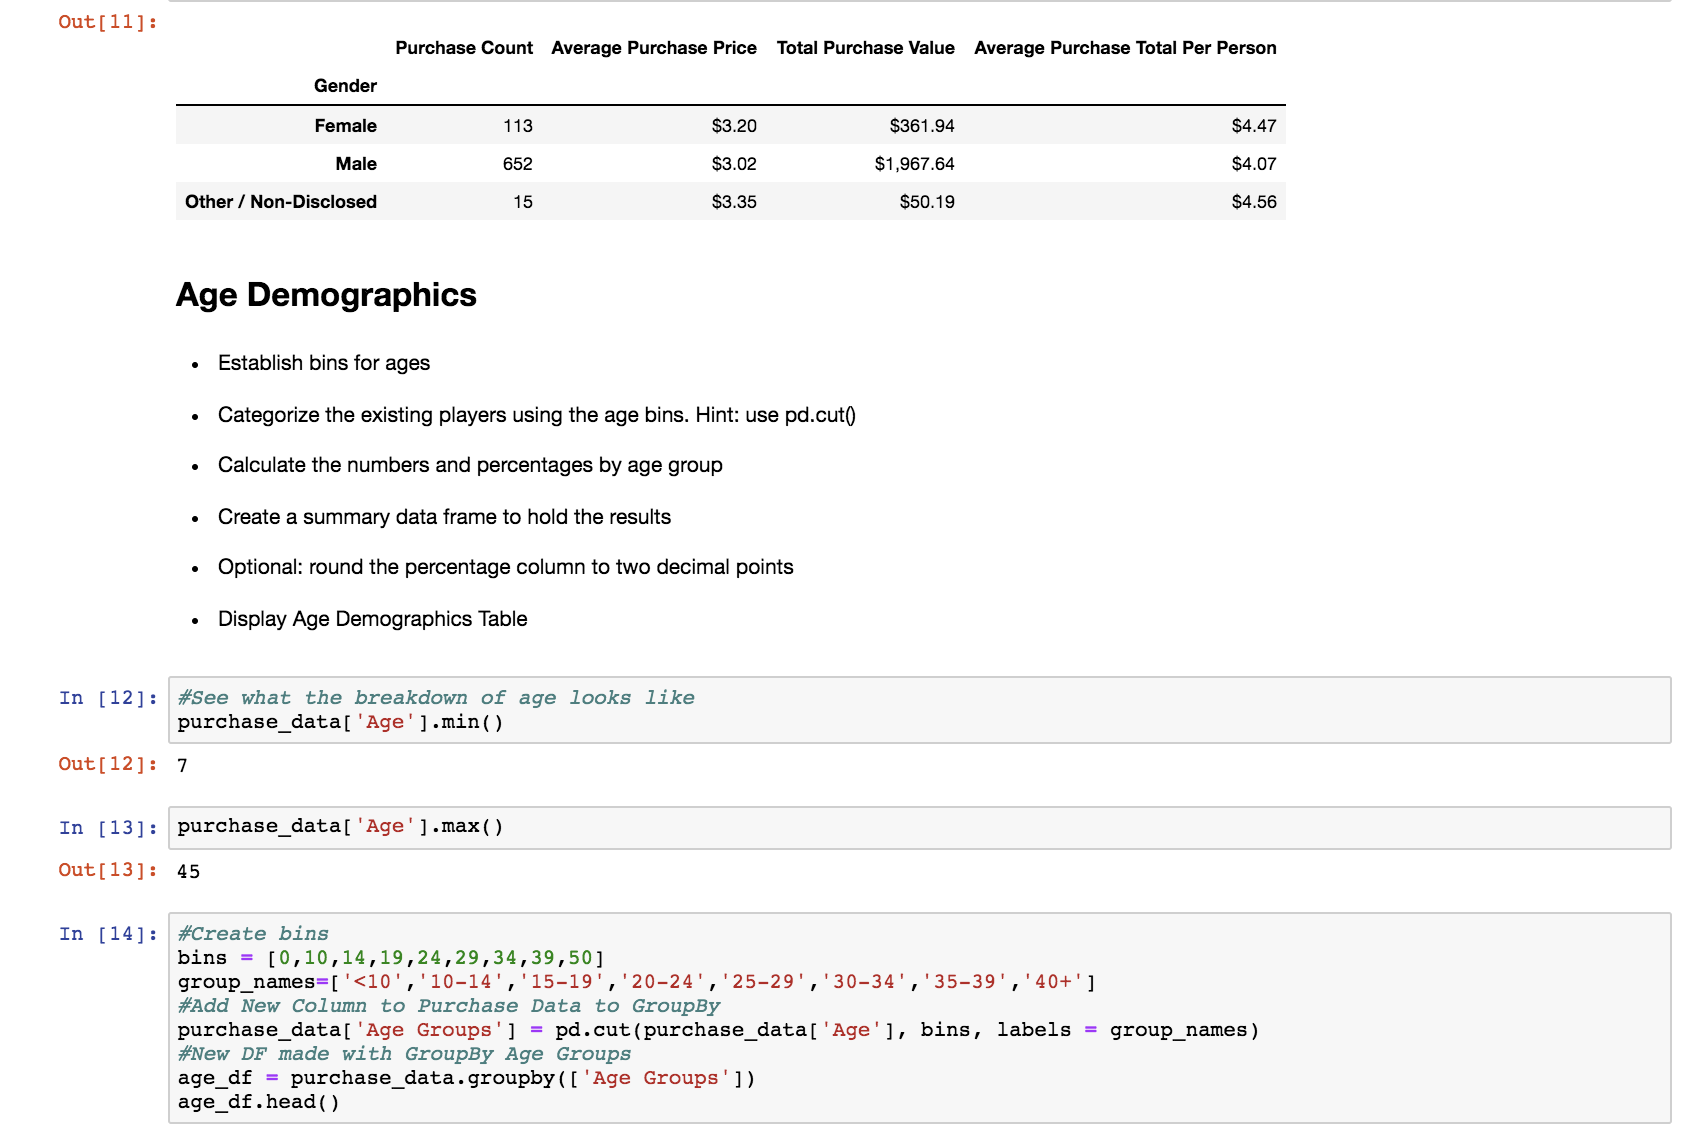 Out[11]:
Purchase Count Average Purchase Price Total Purchase Value Average Purchase Total Per Person
Gender
Female 113 $3.20 $361.94 $4.47
Male 652 $3.02 $1,967.64 $4.07
Other / Non-Disclosed 15 $3.35 $50.19 $4.56
Age Demographics
• Establish bins for ages
• Categorize the existing players using the age bins. Hint: use pd.cut()
• Calculate the numbers and percentages by age group
• Create a summary data frame to hold the results
• Optional: round the percentage column to two decimal points
• Display Age Demographics Table
In [12]: #See what the breakdown of age looks like
purchase_data['Age'].min()
Out[12]: 7
In [13]: purchase_data['Age'].max()
Out[13]: 45
In [14]: #Create bins
bins = [0,10,14,19,24,29,34,39,50]
group_names=['<10','10-14','15-19','20-24','25-29','30-34','35-39','40+']
#Add New Column to Purchase Data to GroupBy
purchase_data['Age Groups'] = pd.cut(purchase_data['Age'], bins, labels = group_names)
#New DF made with GroupBy Age Groups
age_df = purchase_data.groupby(['Age Groups'])
age_df.head()